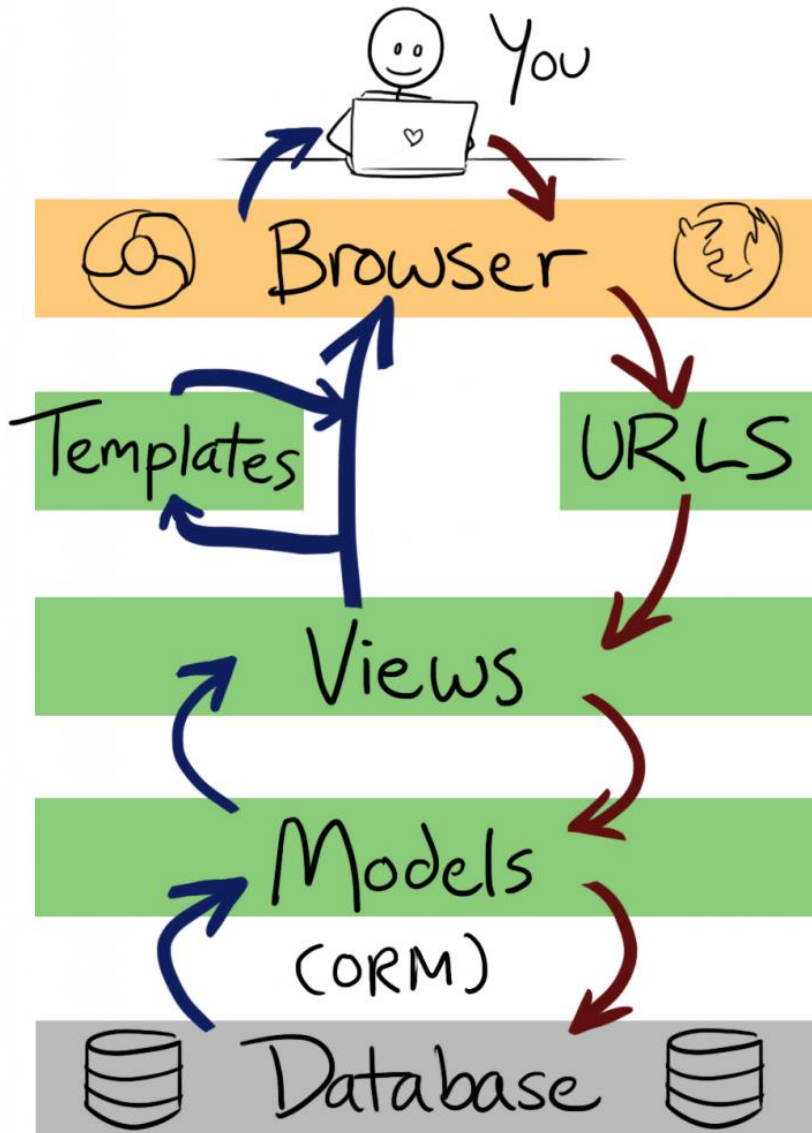 You
Browser
Templates
URLS
Views
Models
(ORM)
Database